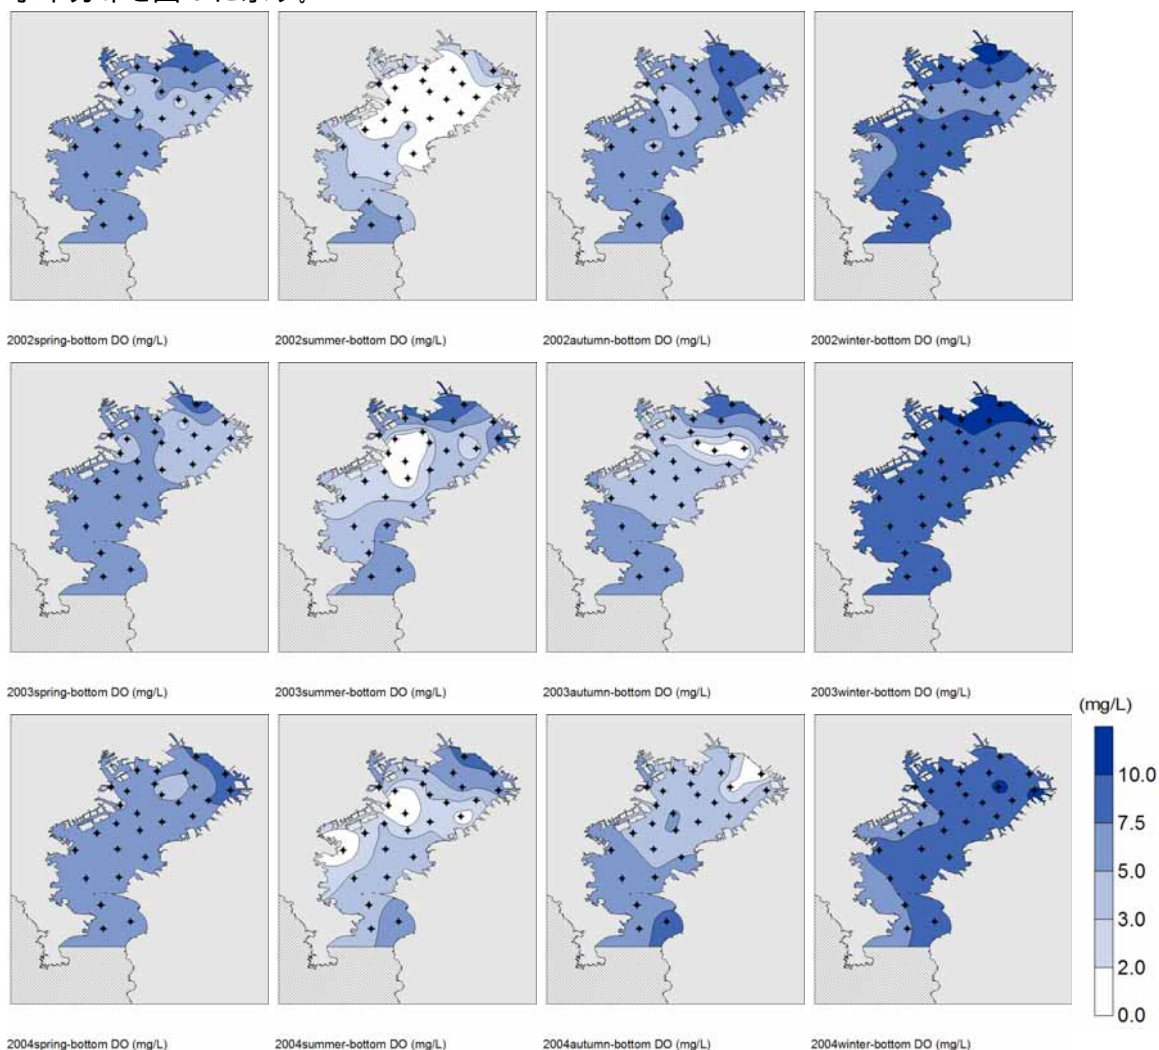 2002spring-bottom DO (mg/L)
2002summer-bottom DO (mg/L)
2002autumn-bottom DO (mg/L)
2002winter-bottom DO (mg/L)
2003spring-bottom DO (mg/L)
2003summer-bottom DO (mg/L)
2003autumn-bottom DO (mg/L)
2003winter-bottom DO (mg/L)
(mg/L)
10.0
7.5
5.0
3.0
2.0
0.0
2004spring-bottom DO (mg/L)
2004summer-bottom DO (mg/L)
2004autumn-bottom DO (mg/L)
2004winter-bottom DO (mg/L)